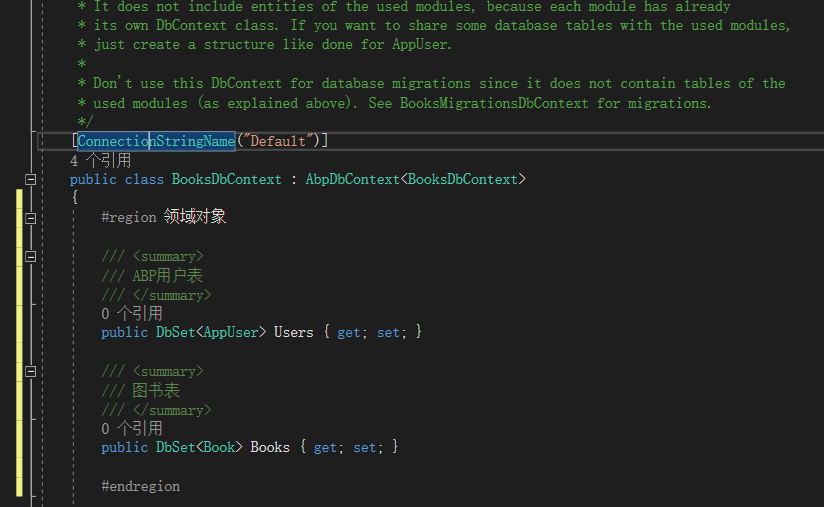 * It does not include entities of the used modules, because each module has already
* its own DbContext class. If you want to share some database tables with the used modules,
* just create a structure like done for AppUser.
*
* Don't use this DbContext for database migrations since it does not contain tables of the
* used modules (as explained above). See BooksMigrationsDbContext for migrations.
*/
[ConnectionStringName("Default")]
4 个引用
public class BooksDbContext : AbpDbContext<BooksDbContext>
{
#region 领域对象
/// <summary>
/// ABP用户表
/// </summary>
0 个引用
public DbSet<AppUser> Users { get; set; }
/// <summary>
/// 图书表
/// </summary>
0 个引用
public DbSet<Book> Books { get; set; }
#endregion